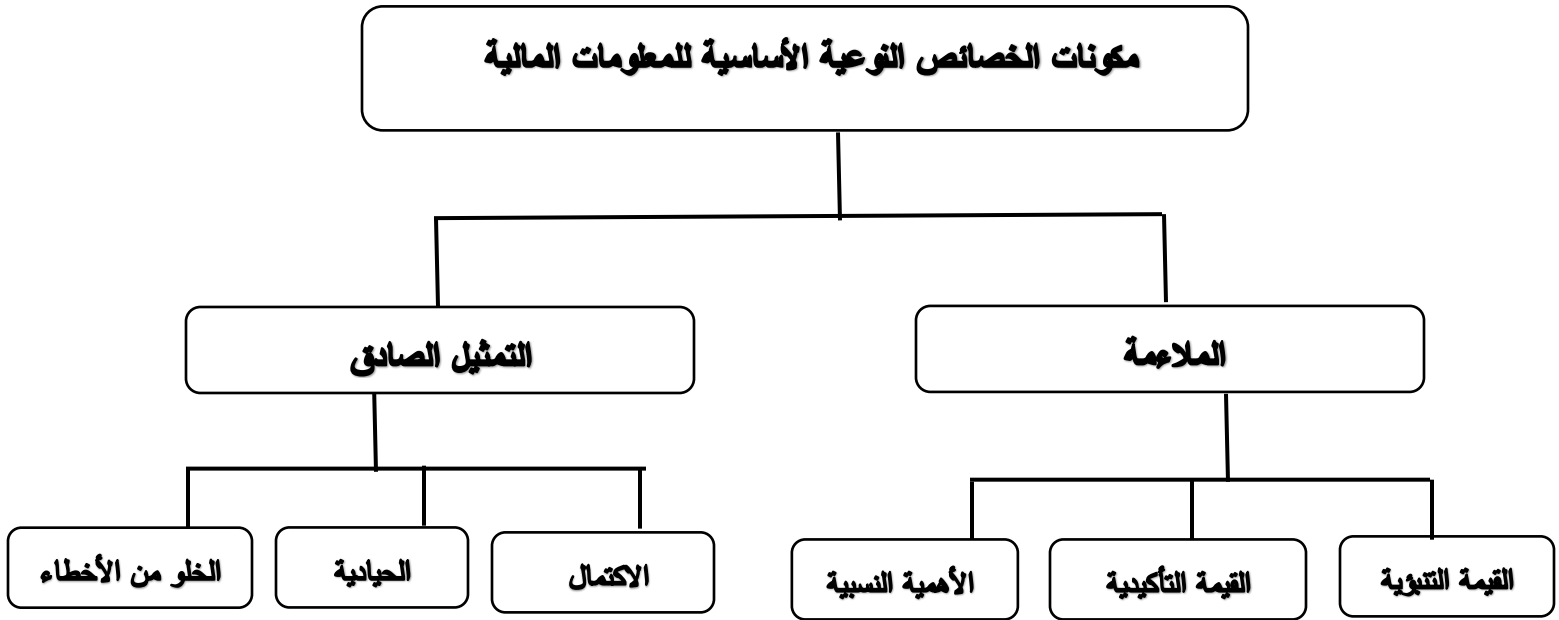 مكونات الخصائص النوعية الأساسية للمعلومات المالية
الملاءمة
التمثيل الصادق
القيمة التنبؤية
القيمة التأكيدية
الأهمية النسبية
الاكتمال
الحيادية
الخلو من الأخطاء